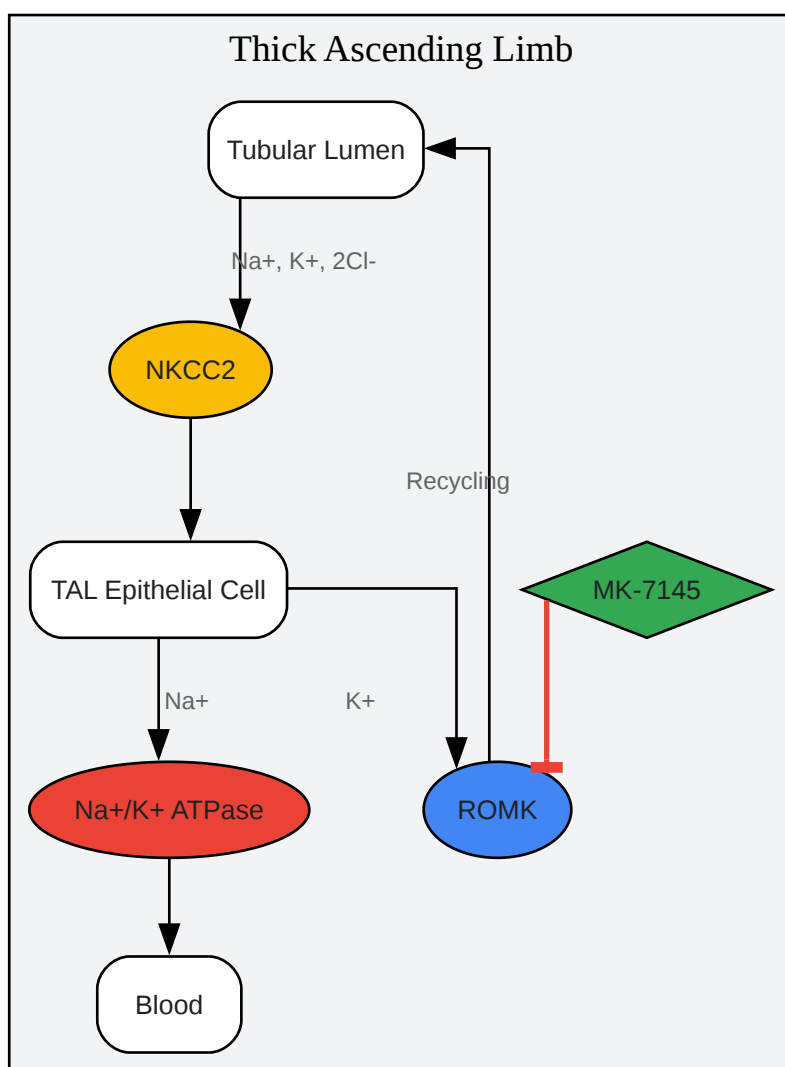 Thick Ascending Limb
Tubular Lumen
Na+, K+, 2Cl-
NKCC2
Recycling
TAL Epithelial Cell
MK-7145
Na+
K+
Na+/K+ ATPase
ROMK
Blood